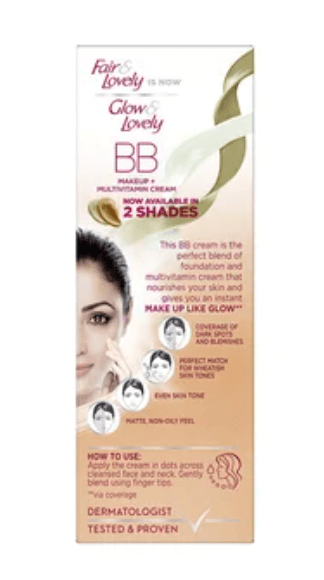 Fair & Lovely IS NOW
Glow & Lovely
BB
MAKEUP +
MULTIVITAMIN CREAM
NOW AVAILABLE IN
2 SHADES
This BB cream is the
perfect blend of
foundation and
multivitamin cream that
nourishes your skin and
gives you an instant
MAKE UP LIKE GLOW**
COVERAGE OF
DARK SPOTS
AND BLEMISHES
PERFECT MATCH
FOR WHEATISH
SKIN TONES
EVEN SKIN TONE
MATTE, NON-OILY FEEL
HOW TO USE:
Apply the cream in dots across
cleansed face and neck. Gently
blend using finger tips.
**via coverage
DERMATOLOGIST
TESTED & PROVEN